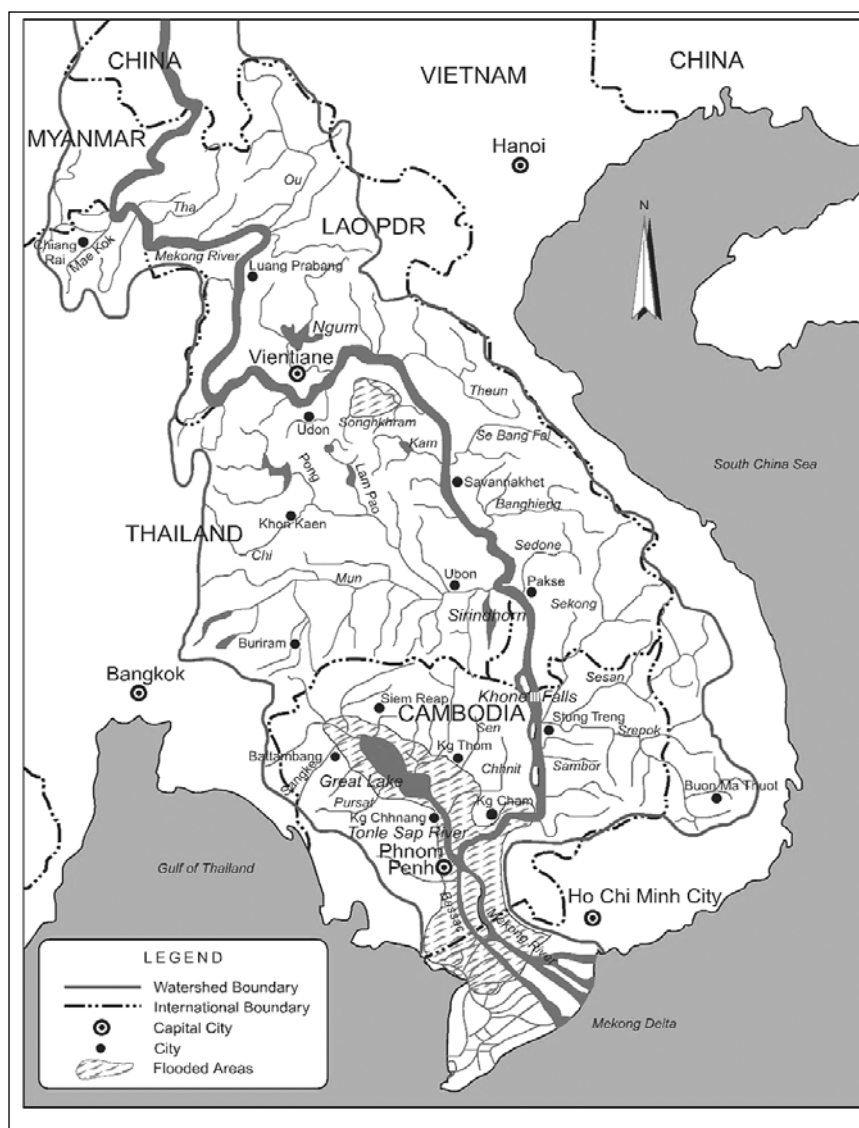 CHINA
VIETNAM
CHINA
MYANMAR
Hanoi
Ou
Tha
N
LAO PDR
Chiang
Rai
Mae Kok
Mekong River
Luang Prabang
Ngum
Vientiane
Theun
Udon
Songkhram
Kam
Se Bang Fai
South China Sea
Pong
Lam Pao
Savannakhet
Banghieng
THAILAND
Khon Kaen
Chi
Sedone
Mun
Ubon
Pakse
Sekong
Sirindhorn
Buriram
Bangkok
Sesan
Khone Falls
Siem Reap
CAMBODIA
Stung Treng
Sen
Srepok
Battambang
Kg Thom
Sangker
Great Lake
Chhnit
Sambor
Buon Ma Thuot
Pursat
Kg Cham
Kg Chhnang
Tonle Sap River
Phnom
Penh
Gulf of Thailand
Bassac
Mekong River
Ho Chi Minh City
Mekong Delta
LEGEND
Watershed Boundary
International Boundary
Capital City
City
Flooded Areas